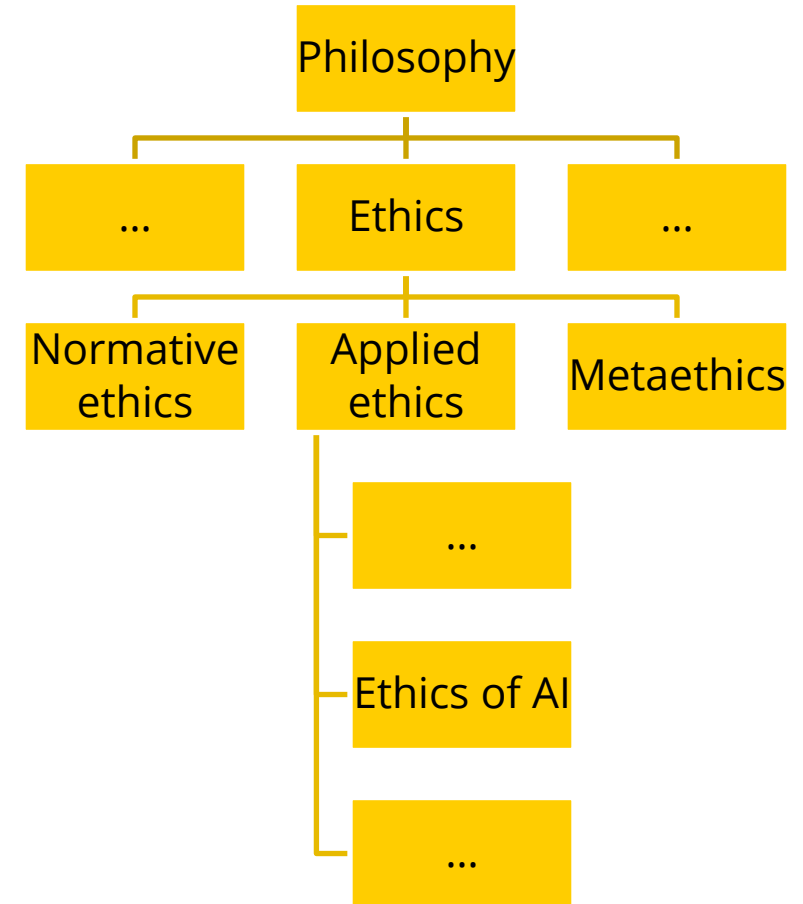 Philosophy
...
Ethics
...
Normative
ethics
Applied
ethics
Metaethics
...
Ethics of AI
...